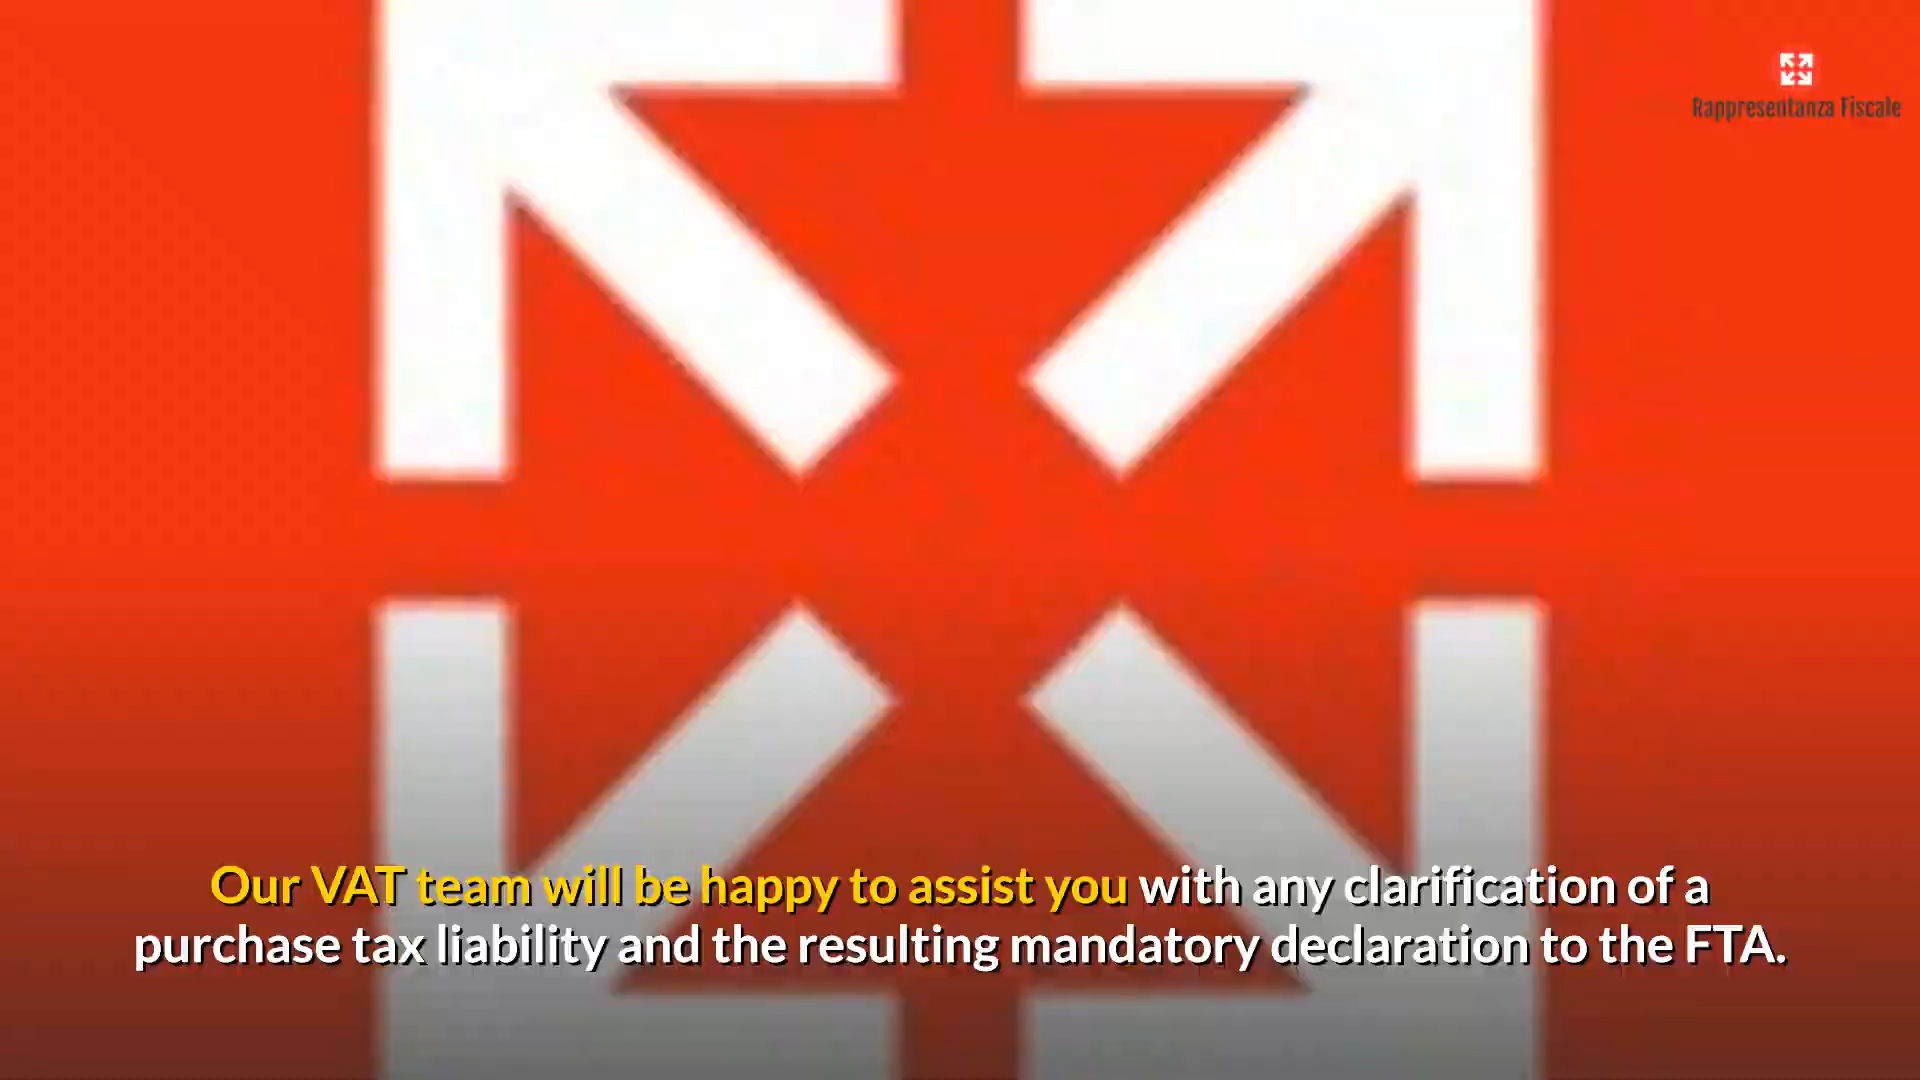 Rappresentanza Fiscale
Our VAT team will be happy to assist you with any clarification of a
purchase tax liability and the resulting mandatory declaration to the FTA.